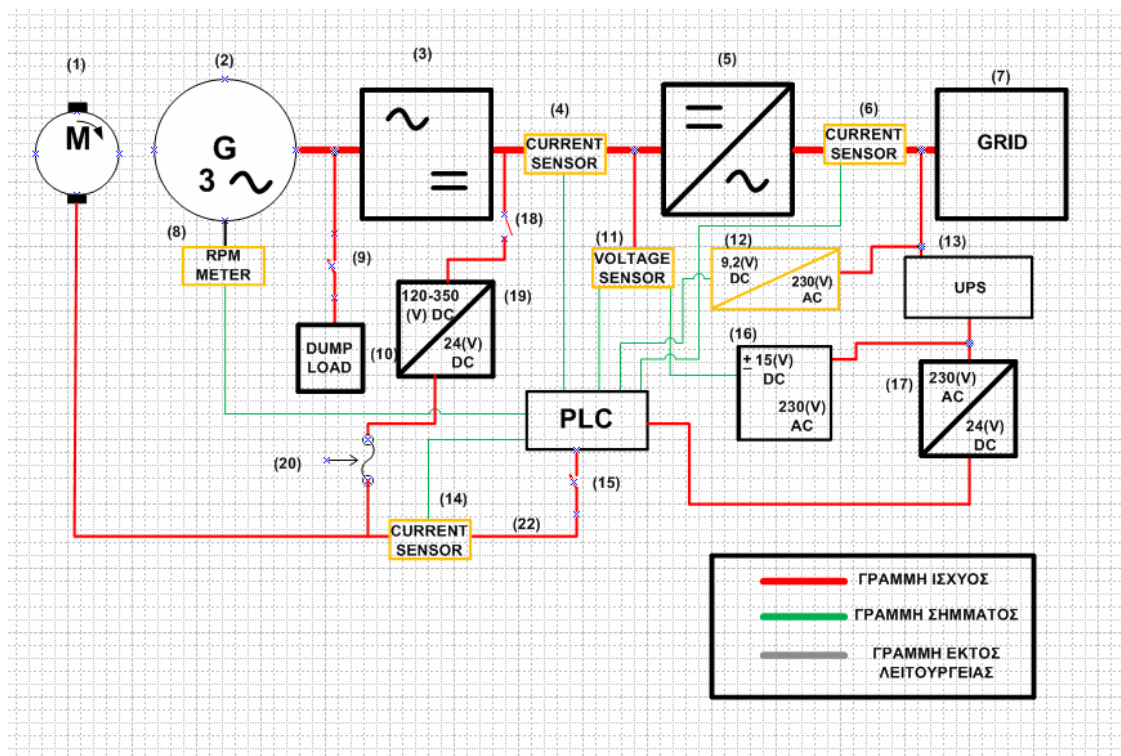 (1)
(2)
(3)
(4)
(5)
(6)
(7)
M
G
3
CURRENT
SENSOR
CURRENT
SENSOR
GRID
(8)
RPM
METER
(9)
(18)
(11)
VOLTAGE
SENSOR
(12)
9,2(V)
DC
230(V)
AC
(13)
UPS
DUMP
LOAD
(10)
120-350
(V) DC
24(V)
DC
(19)
(16)
+ 15(V)
–
DC
230(V)
AC
(17)
230(V)
AC
24(V)
DC
PLC
(20)
(14)
CURRENT
SENSOR
(22)
(15)
ΓΡΑΜΜΗ ΙΣΧΥΟΣ
ΓΡΑΜΜΗ ΣΗΜΜΑΤΟΣ
ΓΡΑΜΜΗ ΕΚΤΟΣ
ΛΕΙΤΟΥΡΓΕΙΑΣ